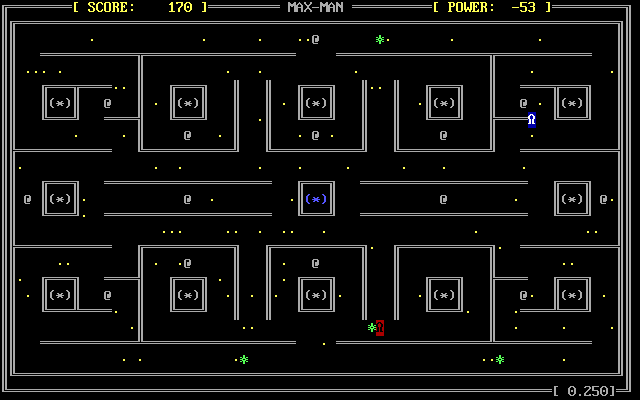 [ SCORE: 170 ] MAX-MAN [ POWER: -53 ]
@
(*) @ (*) (*) (*) @ (*)
@ @ @
@ (*) @ (*) @ (*) @
@ @
(*) @ (*) (*) (*) @ (*)
[ 0.250]